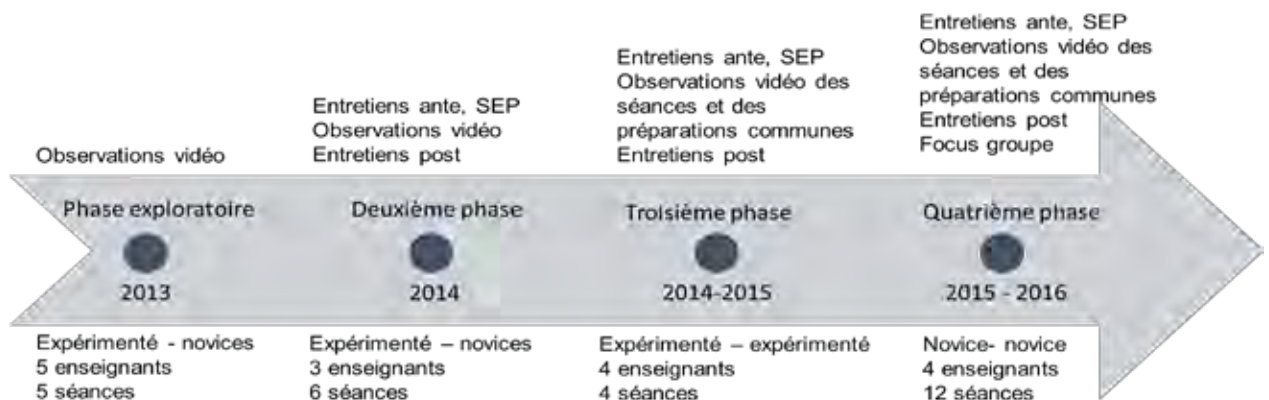 Observations vidéo
Entretiens ante, SEP
Observations vidéo
Entretiens post
Entretiens ante, SEP
Observations vidéo des
séances et des
préparations communes
Entretiens post
Entretiens ante, SEP
Observations vidéo des
séances et des
préparations communes
Entretiens post
Focus groupe
Phase exploratoire
Deuxième phase
Troisième phase
Quatrième phase
2013
2014
2014-2015
2015 - 2016
Expérimenté - novices
5 enseignants
5 séances
Expérimenté – novices
3 enseignants
6 séances
Expérimenté – expérimenté
4 enseignants
4 séances
Novice- novice
4 enseignants
12 séances